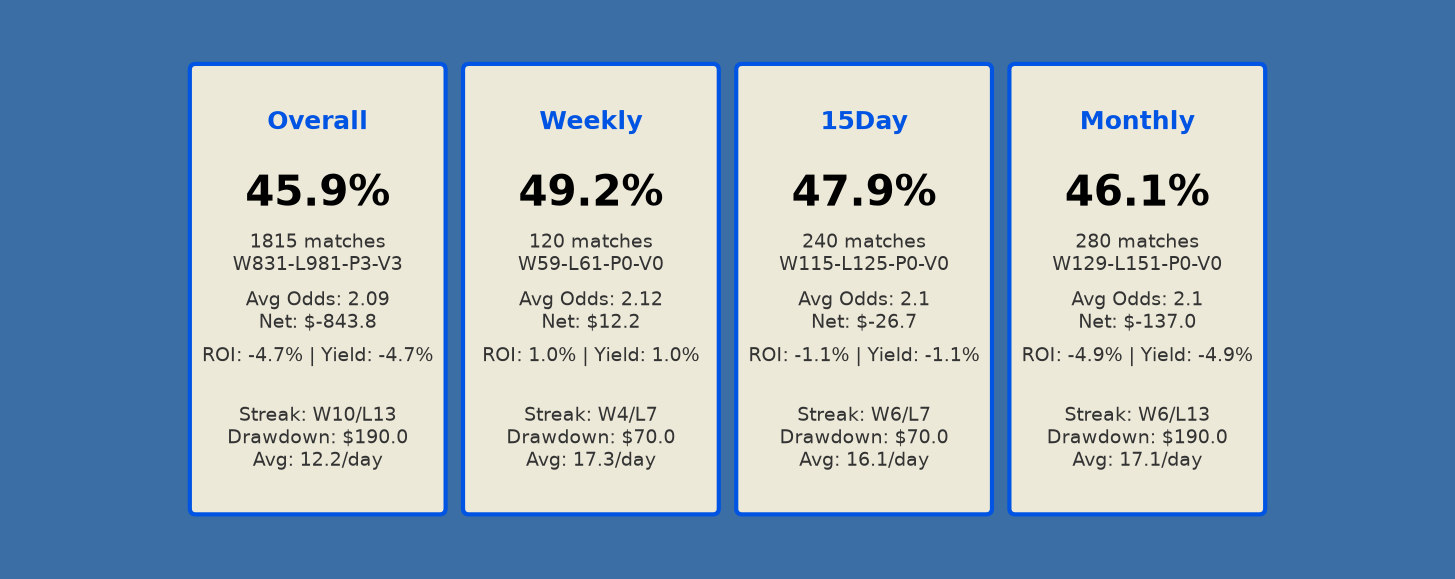 Overall
45.9%
1815 matches
W831-L981-P3-V3
Avg Odds: 2.09
Net: $-843.8
ROI: -4.7% | Yield: -4.7%
Streak: W10/L13
Drawdown: $190.0
Avg: 12.2/day
Weekly
49.2%
120 matches
W59-L61-P0-V0
Avg Odds: 2.12
Net: $12.2
ROI: 1.0% | Yield: 1.0%
Streak: W4/L7
Drawdown: $70.0
Avg: 17.3/day
15Day
47.9%
240 matches
W115-L125-P0-V0
Avg Odds: 2.1
Net: $-26.7
ROI: -1.1% | Yield: -1.1%
Streak: W6/L7
Drawdown: $70.0
Avg: 16.1/day
Monthly
46.1%
280 matches
W129-L151-P0-V0
Avg Odds: 2.1
Net: $-137.0
ROI: -4.9% | Yield: -4.9%
Streak: W6/L13
Drawdown: $190.0
Avg: 17.1/day